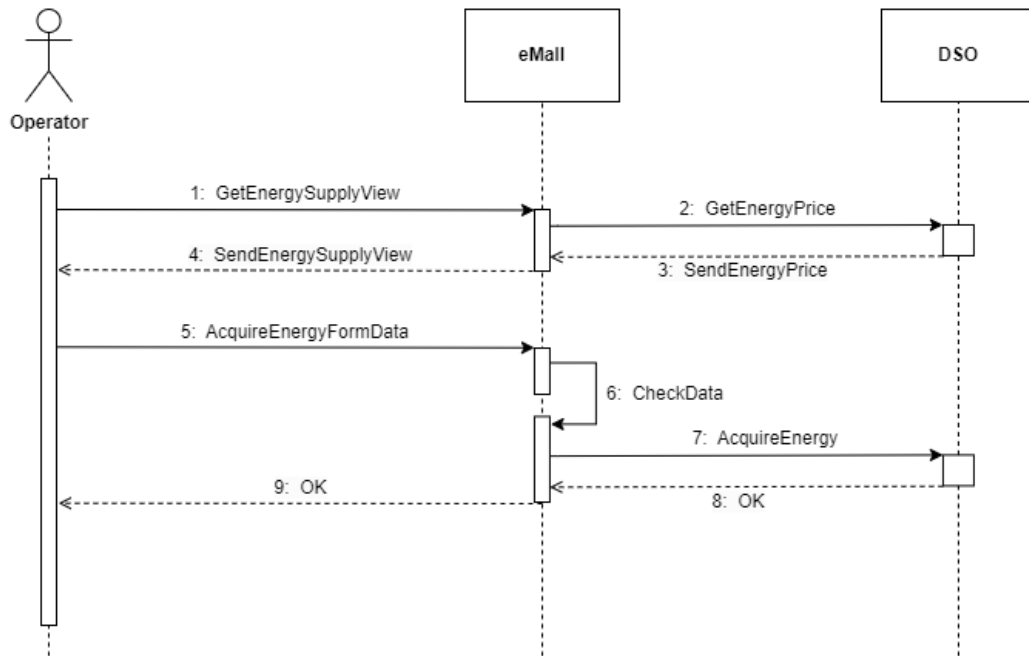 eMall
DSO
Operator
1: GetEnergySupplyView
2: GetEnergyPrice
4: SendEnergySupplyView
3: SendEnergyPrice
5: AcquireEnergyFormData
6: CheckData
7: AcquireEnergy
9: OK
8: OK